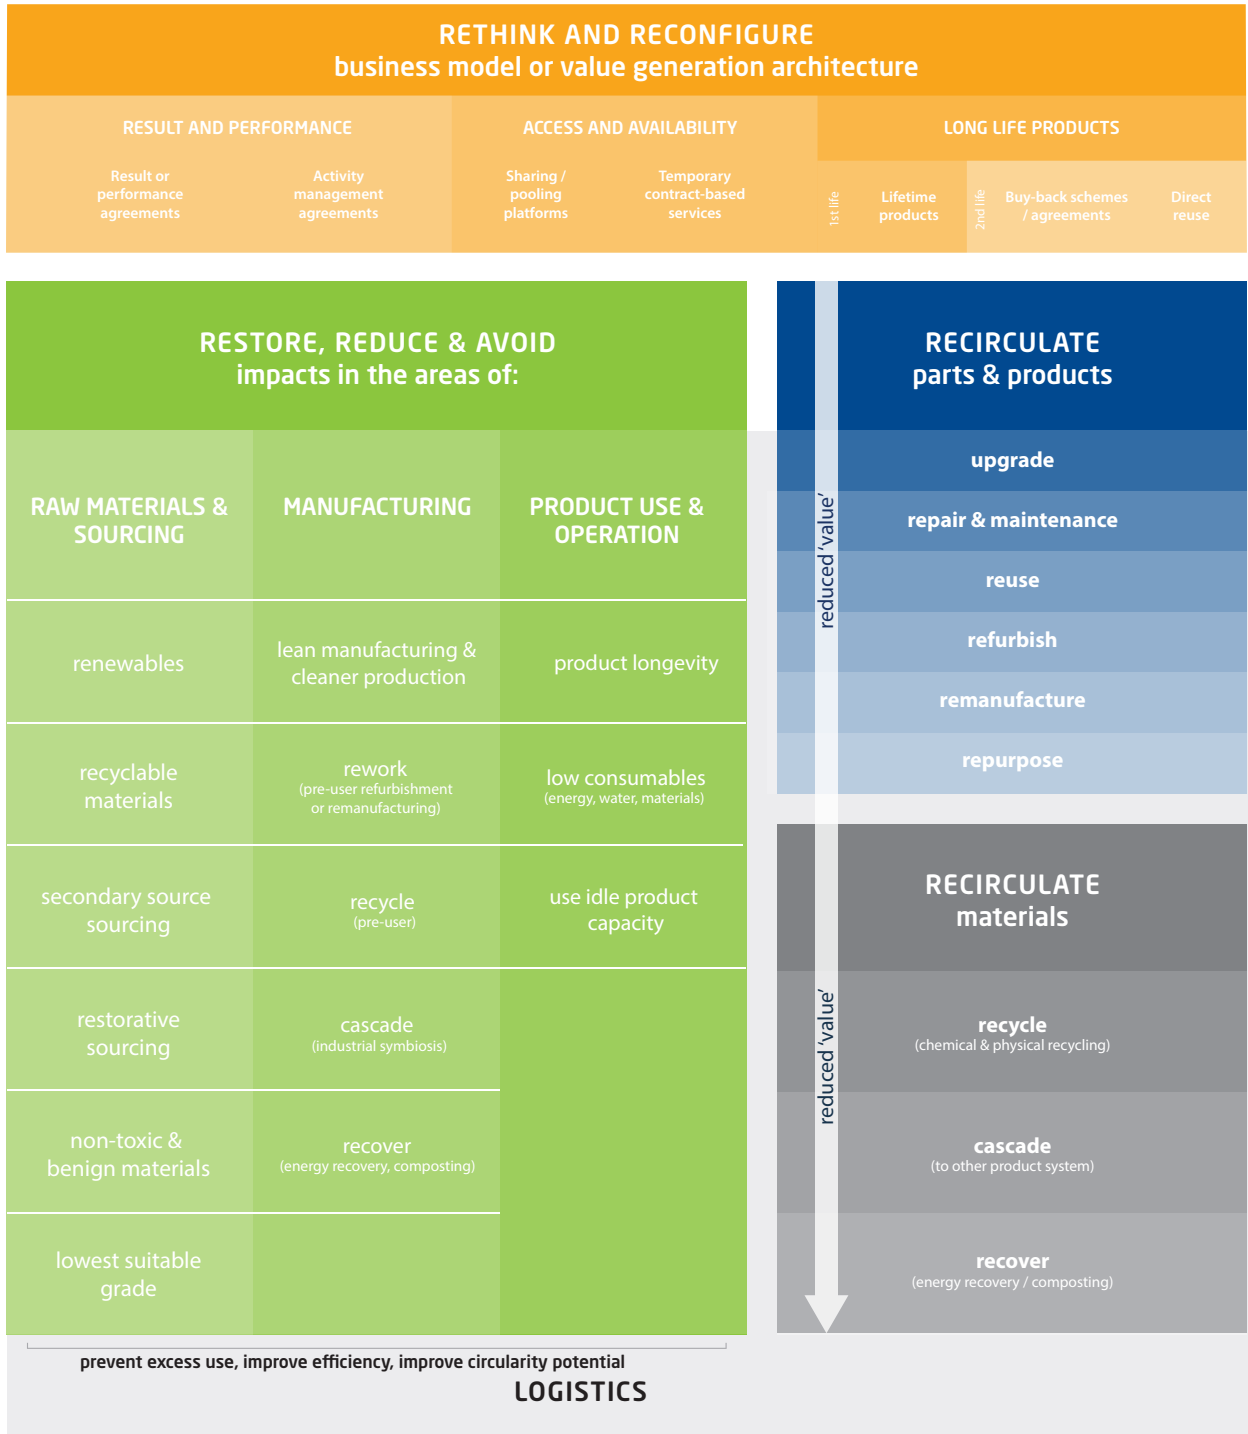 RETHINK AND RECONFIGURE
business model or value generation architecture
RESULT AND PERFORMANCE
Result or
performance
agreements
Activity
management
agreements
ACCESS AND AVAILABILITY
Sharing /
pooling
platforms
Temporary
contract-based
services
LONG LIFE PRODUCTS
1st life
Lifetime
products
2nd life
Buy-back schemes
/ agreements
Direct
reuse
RESTORE, REDUCE & AVOID
impacts in the areas of:
RAW MATERIALS &
SOURCING
renewables
recyclable
materials
secondary source
sourcing
restorative
sourcing
non-toxic &
benign materials
lowest suitable
grade
MANUFACTURING
lean manufacturing &
cleaner production
rework
(pre-user refurbishment
or remanufacturing)
recycle
(pre-user)
cascade
(industrial symbiosis)
recover
(energy recovery, composting)
PRODUCT USE &
OPERATION
product longevity
low consumables
(energy, water, materials)
use idle product
capacity
RECIRCULATE
parts & products
reduced ‘value’
upgrade
repair & maintenance
reuse
refurbish
remanufacture
repurpose
RECIRCULATE
materials
reduced ‘value’
recycle
(chemical & physical recycling)
cascade
(to other product system)
recover
(energy recovery / composting)
prevent excess use, improve efficiency, improve circularity potential
LOGISTICS